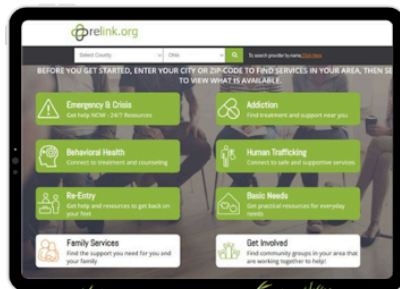 relink.org
Select County
Ohio
To search provider by name, Click Here
BEFORE YOU GET STARTED, ENTER YOUR CITY OR ZIP-CODE TO FIND SERVICES IN YOUR AREA, THEN SE
TO VIEW WHAT IS AVAILABLE.
Emergency & Crisis
Get help NOW - 24/7 Resources
Addiction
Find treatment and support near you
Behavioral Health
Connect to treatment and counseling
Human Trafficking
Connect to safe and supportive services
Re-Entry
Get help and resources to get back on
your feet
Basic Needs
Get practical resources for everyday
needs
Family Services
Find the support you need for you and
your family
Get Involved
Find community groups in your area that
are working together to help!